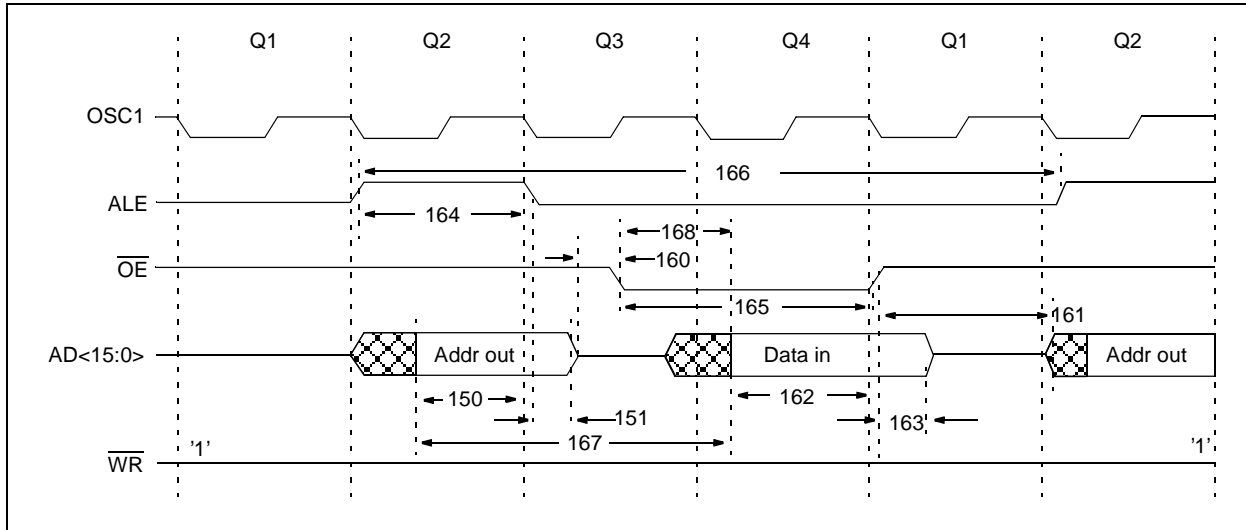 Q1 Q2 Q3 Q4 Q1 Q2
OSC1
166
ALE
164
168
160
OE
165
161
AD<15:0> Addr out Data in Addr out
150 151 162 163
167
'1' '1'
WR